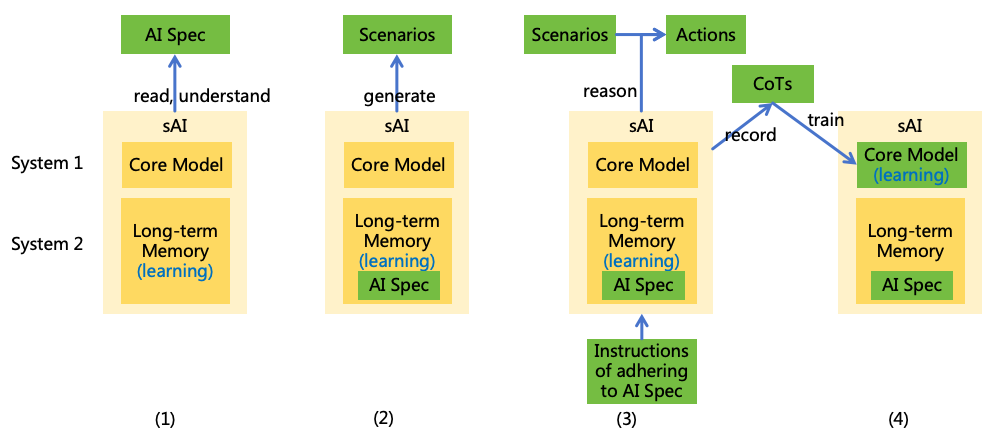 AI Spec
read, understand
sAI
System 1
Core Model
System 2
Long-term
Memory
(learning)
(1)
Scenarios
generate
sAI
Core Model
Long-term
Memory
(learning)
AI Spec
(2)
Scenarios
Actions
reason
sAI
Core Model
Long-term
Memory
(learning)
AI Spec
Instructions
of adhering
to AI Spec
(3)
CoTs
record
train
sAI
Core Model
(learning)
Long-term
Memory
AI Spec
(4)